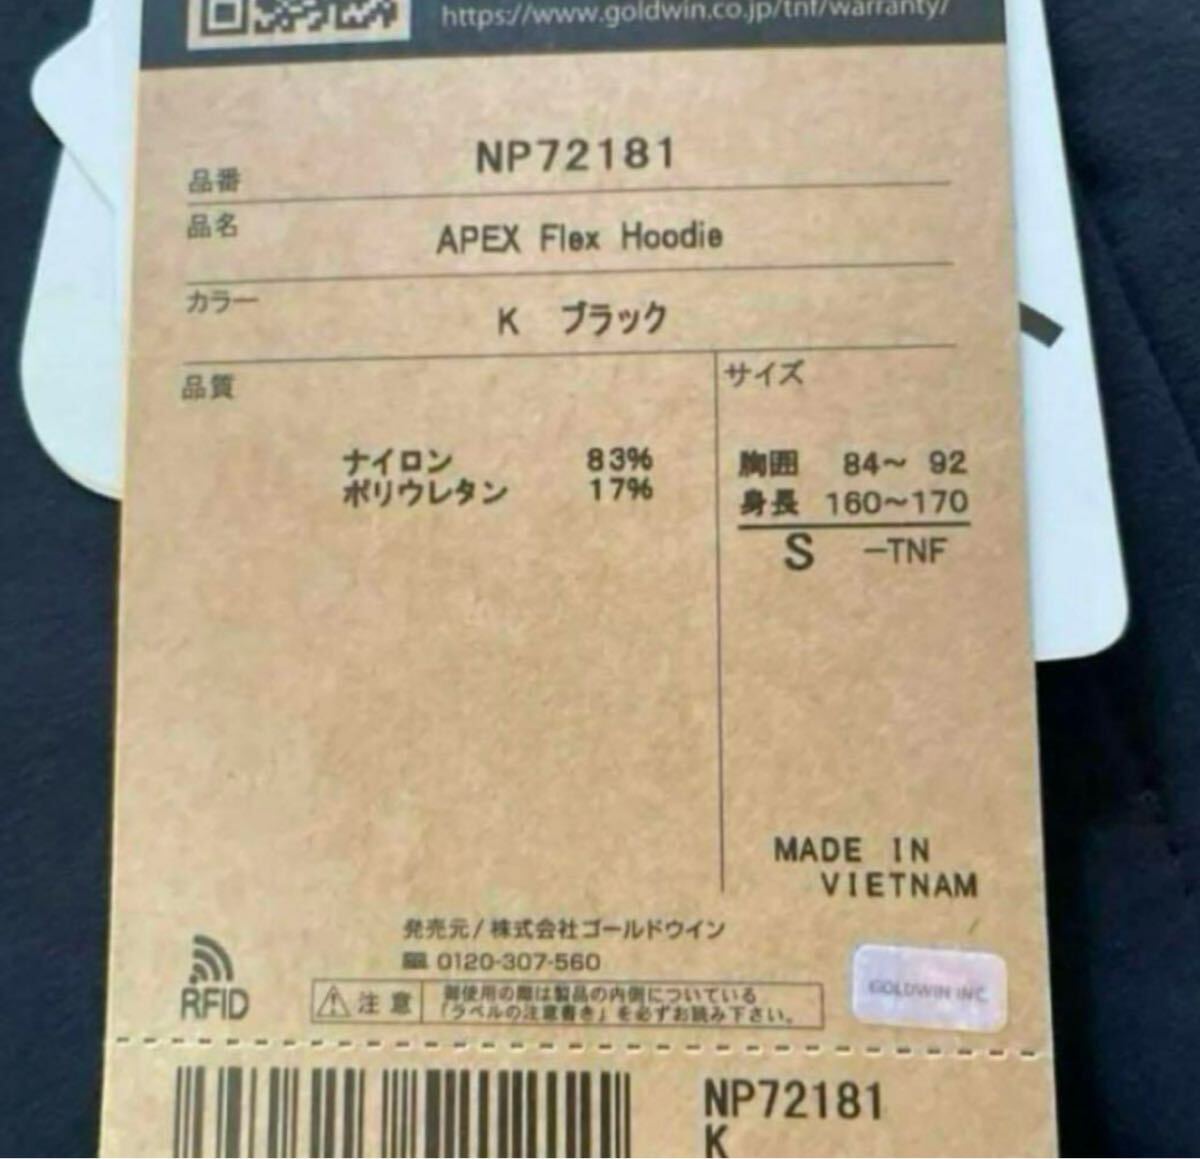 https://www.goldwin.co.jp/tnf/warranty/
品番 NP72181
品名 APEX Flex Hoodie
カラー K ブラック
品質
ナイロン 83%
ポリウレタン 17%
サイズ
胸囲 84〜 92
身長 160〜170
S −TNF
MADE IN
VIETNAM
発売元/株式会社ゴールドウイン
0120-307-560
RFID
注意
御使用の際は製品の内側についている
「ラベルの注意書き」を必ずお読み下さい。
GOLDWIN INC.
NP72181
K